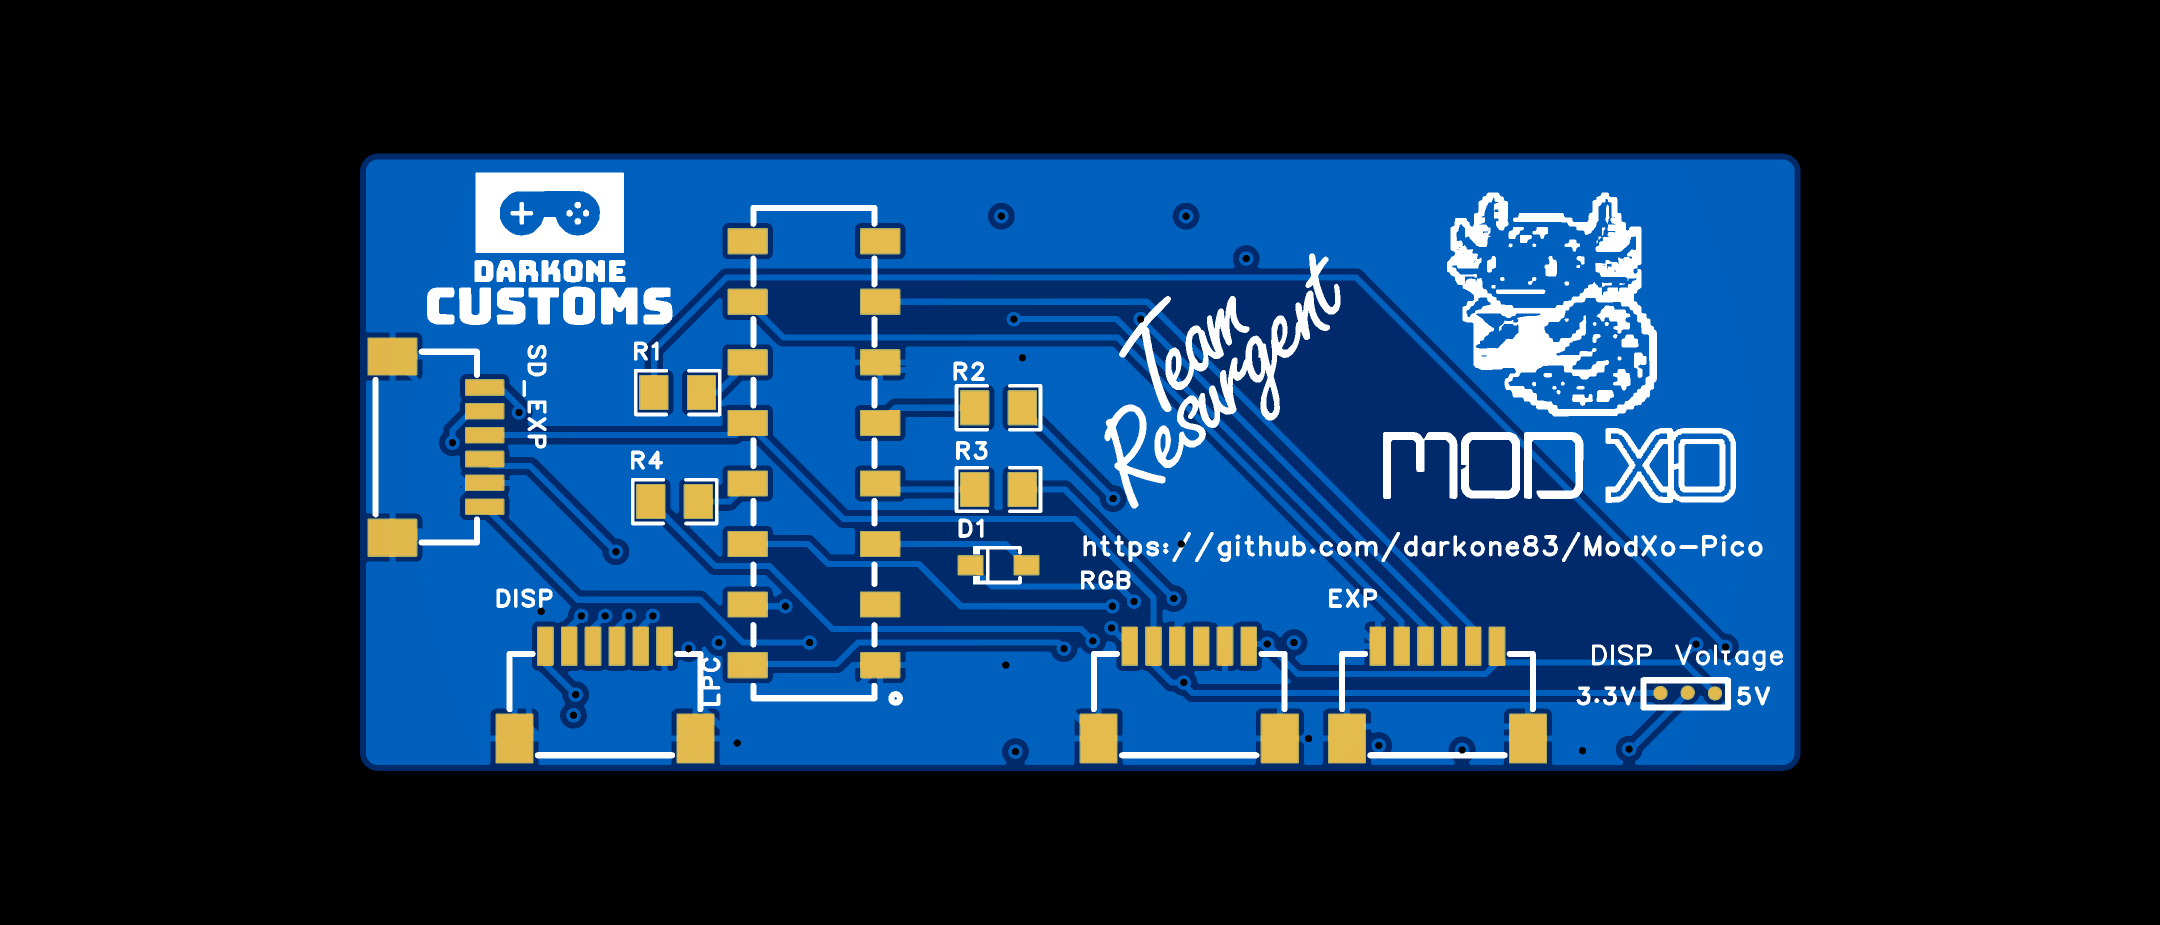 DARKONE
CUSTOMS
SD_EXP
R1
R2
R3
R4
D1
Team
Resurgent
MOD XO
https://github.com/darkone83/ModXo-Pico
RGB
DISP
EXP
LPC
DISP Voltage
3.3V
5V